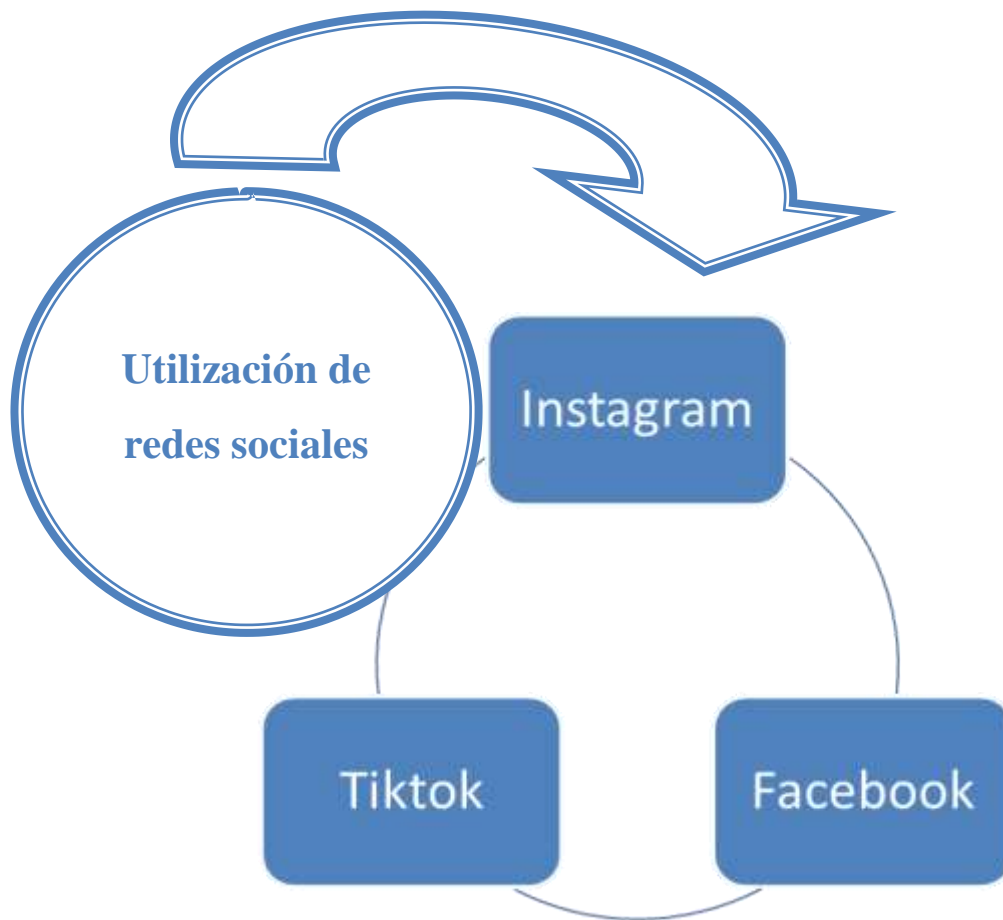 Utilización de
redes sociales
Instagram
Tiktok
Facebook